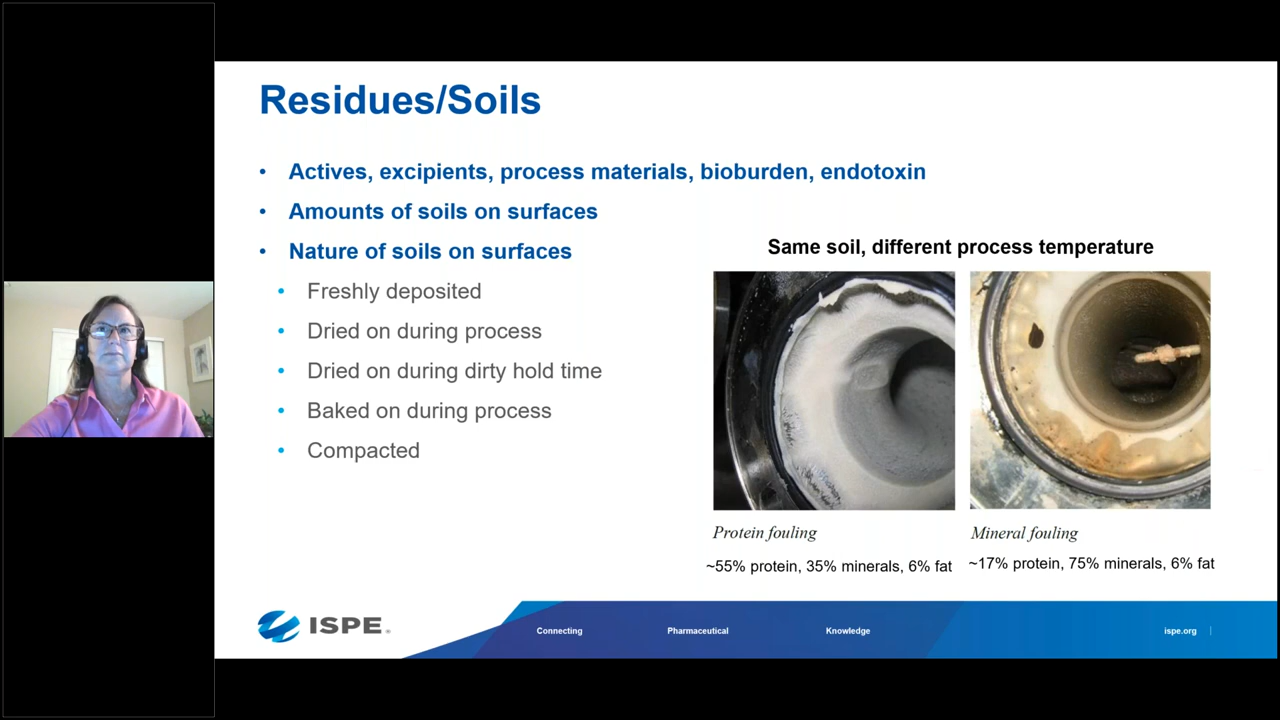 Residues/Soils
• Actives, excipients, process materials, bioburden, endotoxin
• Amounts of soils on surfaces
• Nature of soils on surfaces
• Freshly deposited
• Dried on during process
• Dried on during dirty hold time
• Baked on during process
• Compacted
Same soil, different process temperature
Protein fouling
~55% protein, 35% minerals, 6% fat
Mineral fouling
~17% protein, 75% minerals, 6% fat
ISPE®
Connecting Pharmaceutical Knowledge
ispe.org |